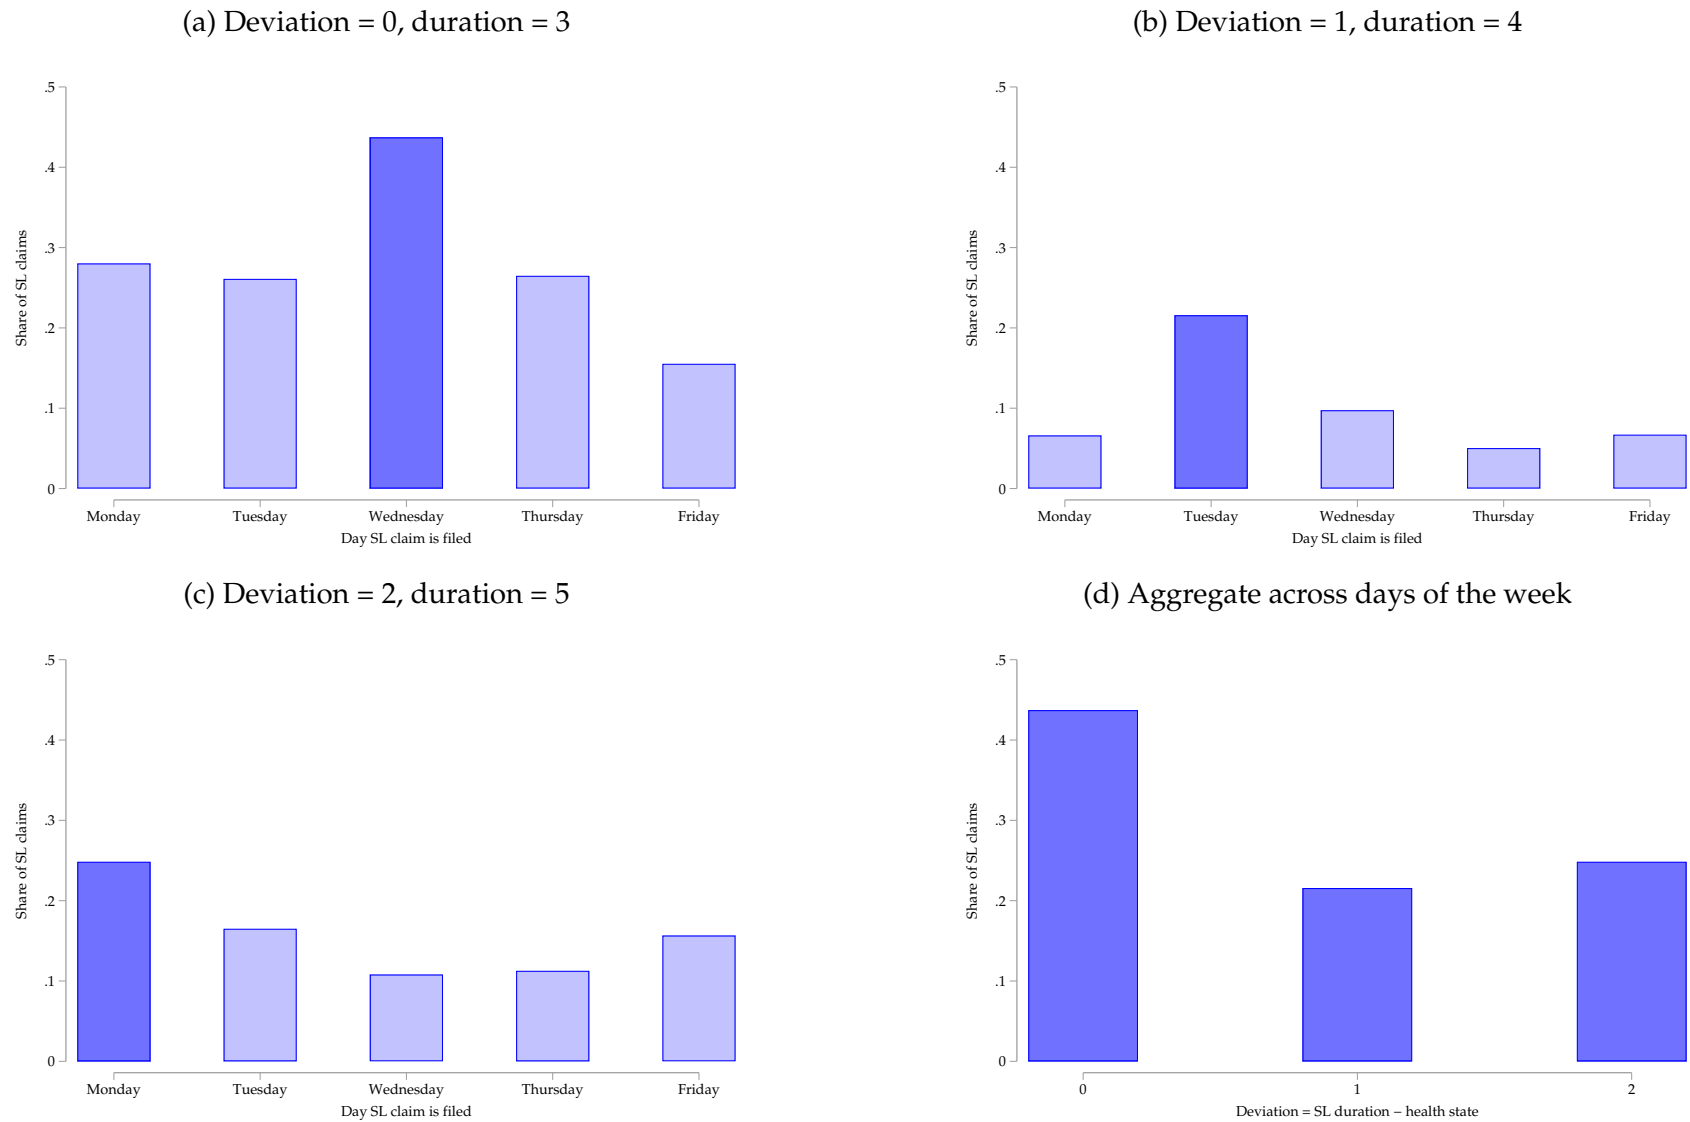 (a) Deviation = 0, duration = 3
.5
.4
.3
.2
.1
0
Share of SL claims
Monday Tuesday Wednesday Thursday Friday
Day SL claim is filed
(b) Deviation = 1, duration = 4
.5
.4
.3
.2
.1
0
Share of SL claims
Monday Tuesday Wednesday Thursday Friday
Day SL claim is filed
(c) Deviation = 2, duration = 5
.5
.4
.3
.2
.1
0
Share of SL claims
Monday Tuesday Wednesday Thursday Friday
Day SL claim is filed
(d) Aggregate across days of the week
.5
.4
.3
.2
.1
0
Share of SL claims
0 1 2
Deviation = SL duration − health state